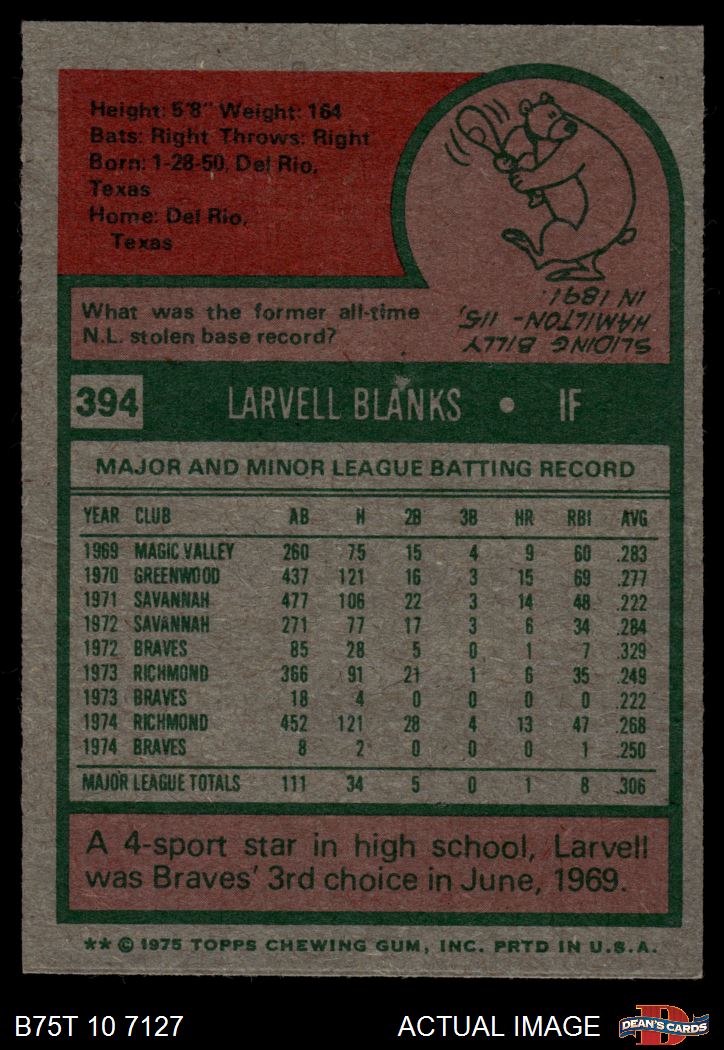 Height: 5'8" Weight: 164
Bats: Right Throws: Right
Born: 1-28-50, Del Rio,
Texas
Home: Del Rio,
Texas
What was the former all-time
N.L. stolen base record?
SLIDING BILLY
HAMILTON- 115,
IN 1891.
394 LARVELL BLANKS • IF
MAJOR AND MINOR LEAGUE BATTING RECORD
YEAR CLUB AB H 2B 3B HR RBI AVG
1969 MAGIC VALLEY 260 75 15 4 9 60 .283
1970 GREENWOOD 437 121 16 3 15 69 .277
1971 SAVANNAH 477 106 22 3 14 48 .222
1972 SAVANNAH 271 77 17 3 6 34 .284
1972 BRAVES 85 28 5 0 1 7 .329
1973 RICHMOND 366 91 21 1 6 35 .249
1973 BRAVES 18 4 0 0 0 0 .222
1974 RICHMOND 452 121 28 4 13 47 .268
1974 BRAVES 8 2 0 0 0 1 .250
MAJOR LEAGUE TOTALS 111 34 5 0 1 8 .306
A 4-sport star in high school, Larvell
was Braves' 3rd choice in June, 1969.
** © 1975 TOPPS CHEWING GUM, INC. PRTD IN U.S.A.
B75T 10 7127 ACTUAL IMAGE D DEAN'S CARDS